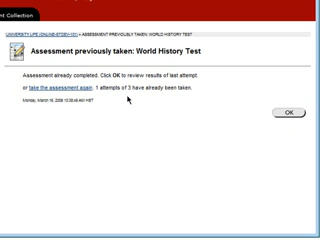 nt Collection
UNIVERSITY LIFE (ONLINE-STDEV-101) > ASSESSMENT PREVIOUSLY TAKEN: WORLD HISTORY TEST
Assessment previously taken: World History Test
Assessment already completed. Click OK to review results of last attempt.
or take the assessment again. 1 attempts of 3 have already been taken.
Monday, March 16, 2009 10:38:46 AM HST
OK